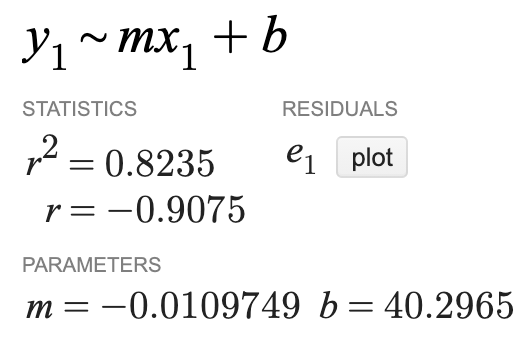 y₁ ~ mx₁ + b
STATISTICS RESIDUALS
r² = 0.8235 e₁ plot
r = −0.9075
PARAMETERS
m = −0.0109749 b = 40.2965